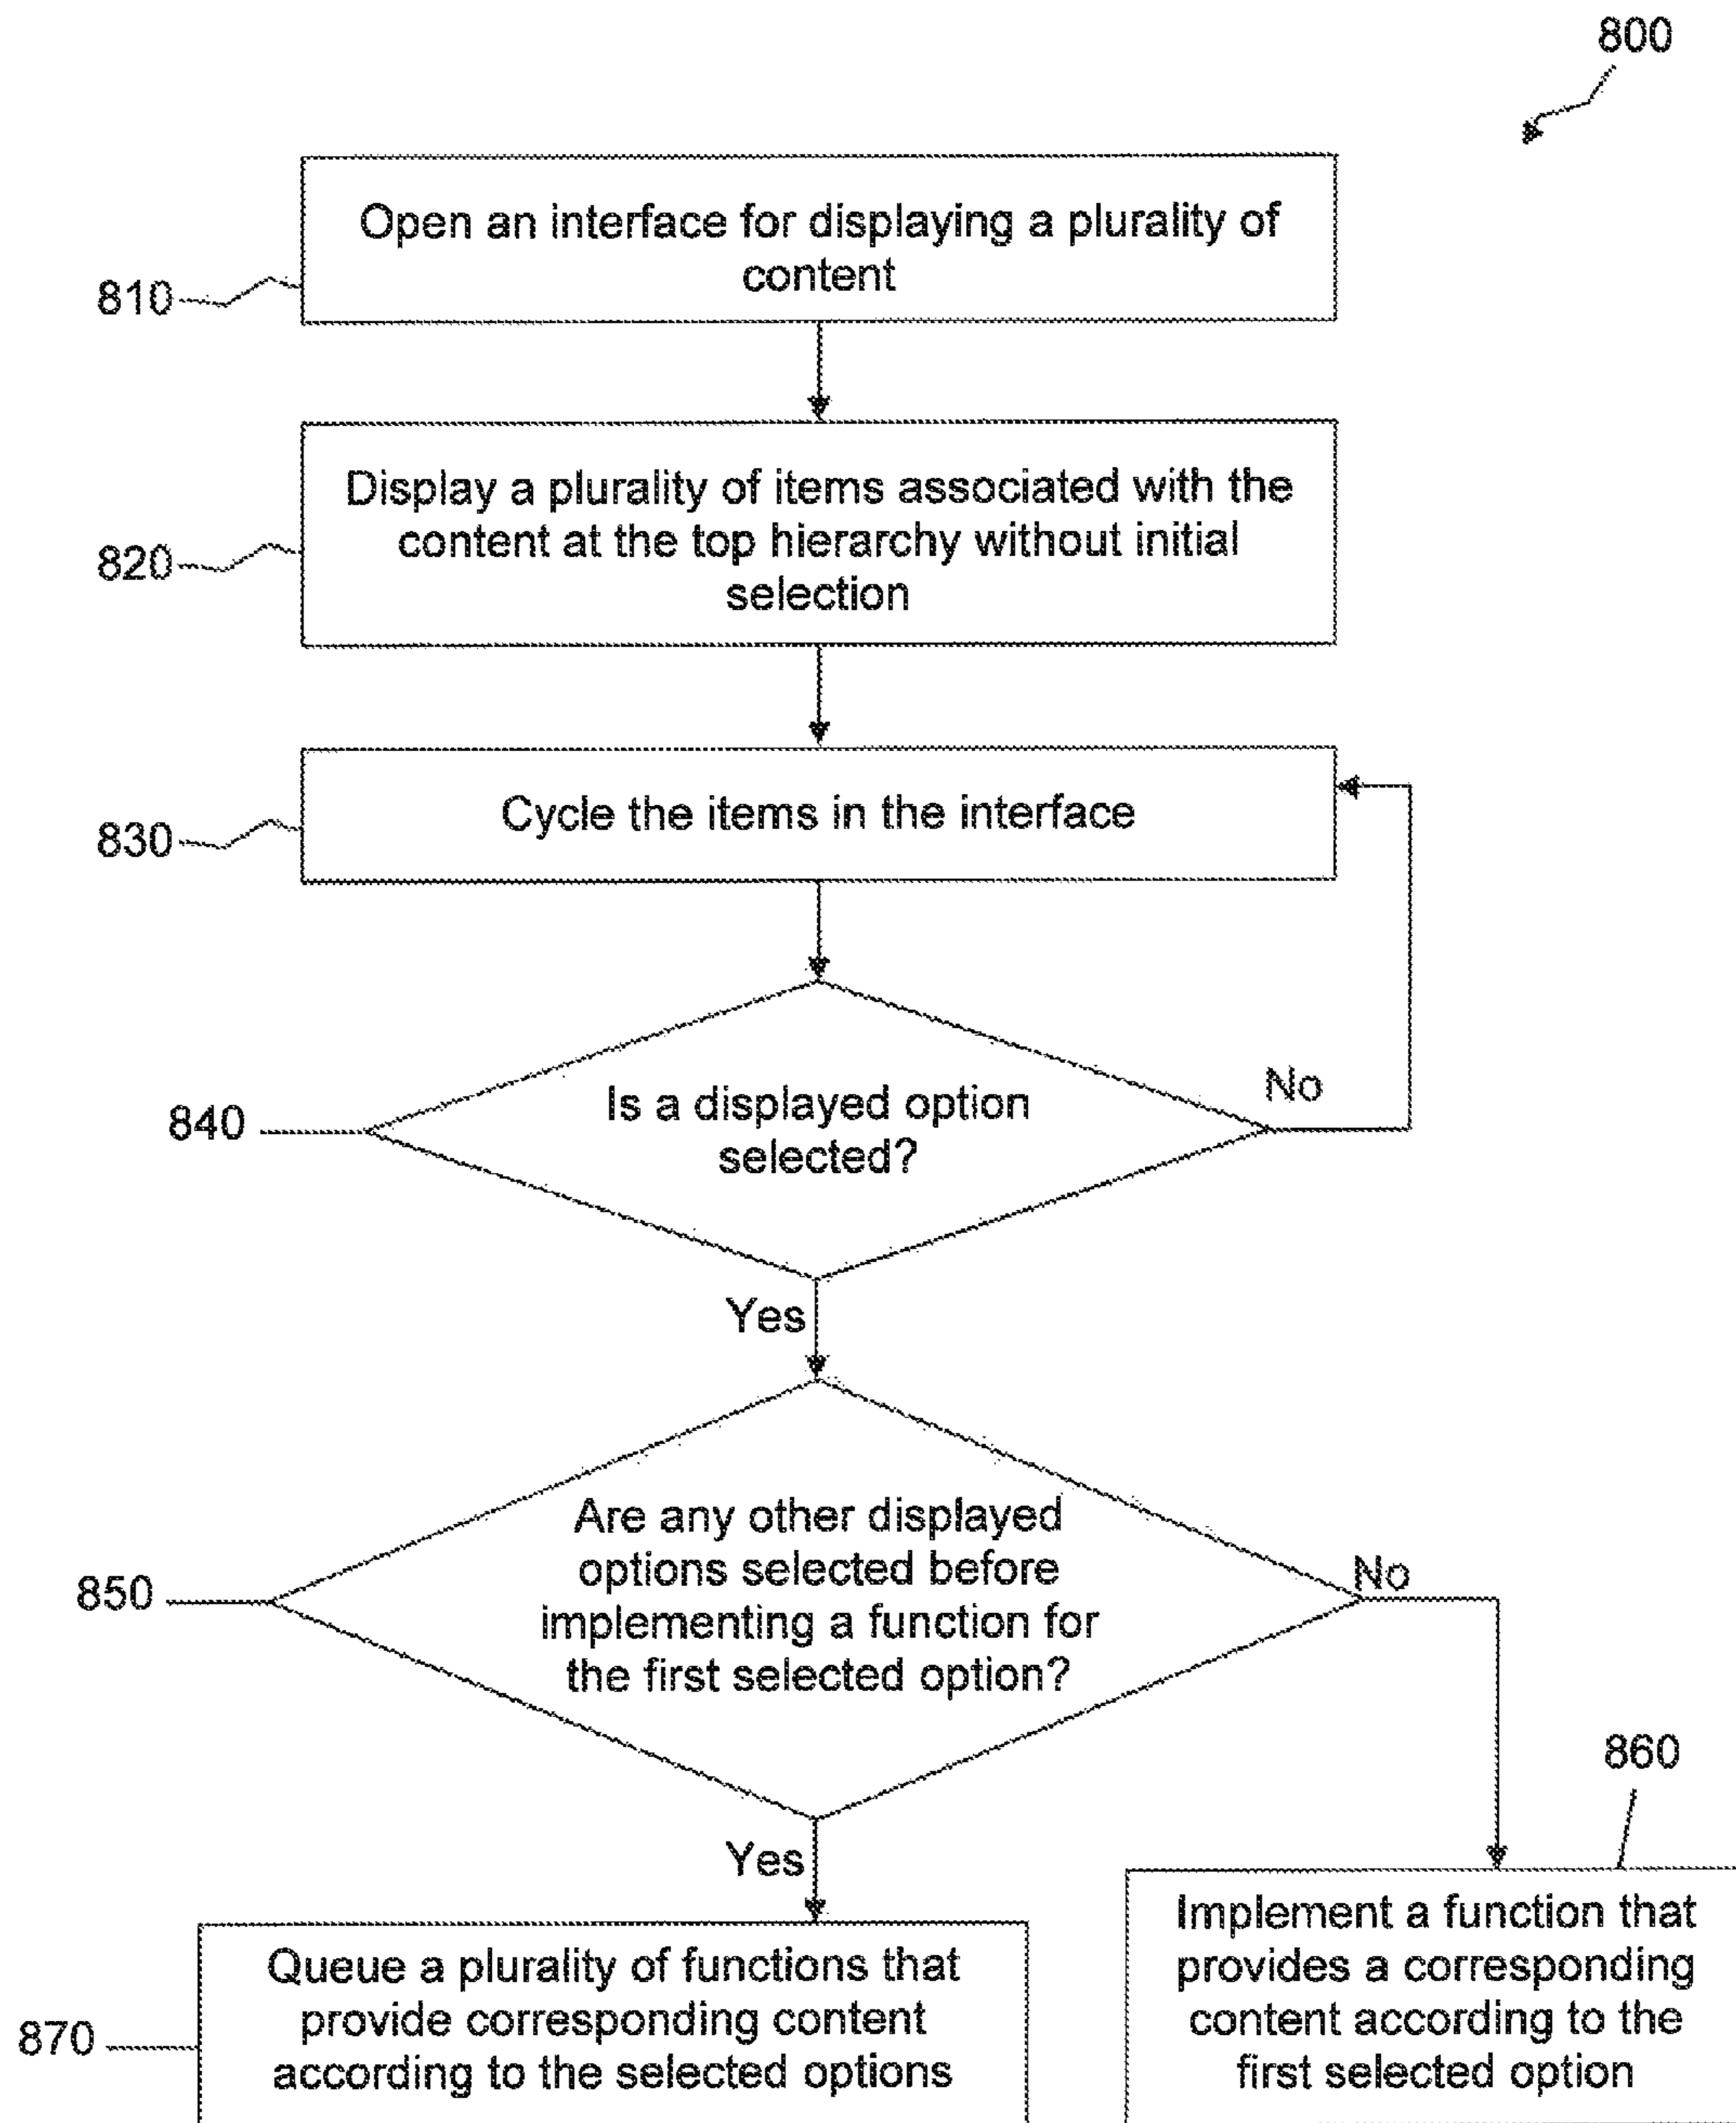 800
Open an interface for displaying a plurality of
content
810
Display a plurality of items associated with the
content at the top hierarchy without initial
selection
820
Cycle the items in the interface
830
Is a displayed option
selected?
840
No
Yes
Are any other displayed
options selected before
implementing a function for
the first selected option?
850
No
Yes
860
Implement a function that
provides a corresponding
content according to the
first selected option
Queue a plurality of functions that
provide corresponding content
according to the selected options
870